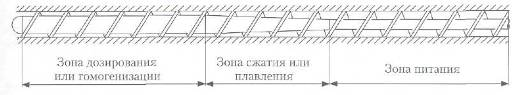 Зона дозирования
или гомогенизации
Зона сжатия или
плавления
Зона питания